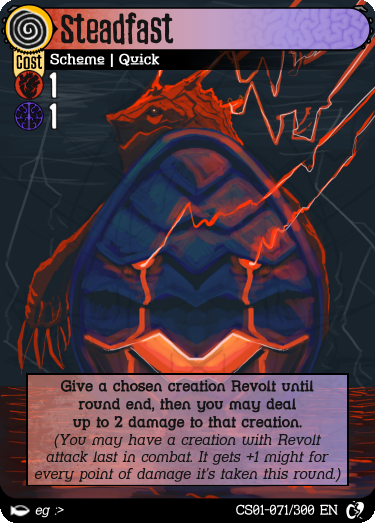 Steadfast
COST
Scheme | Quick
1
1
Give a chosen creation Revolt until
round end, then you may deal
up to 2 damage to that creation.
(You may have a creation with Revolt
attack last in combat. It gets +1 might for
every point of damage it's taken this round.)
eg :>
CS01-071/300 EN